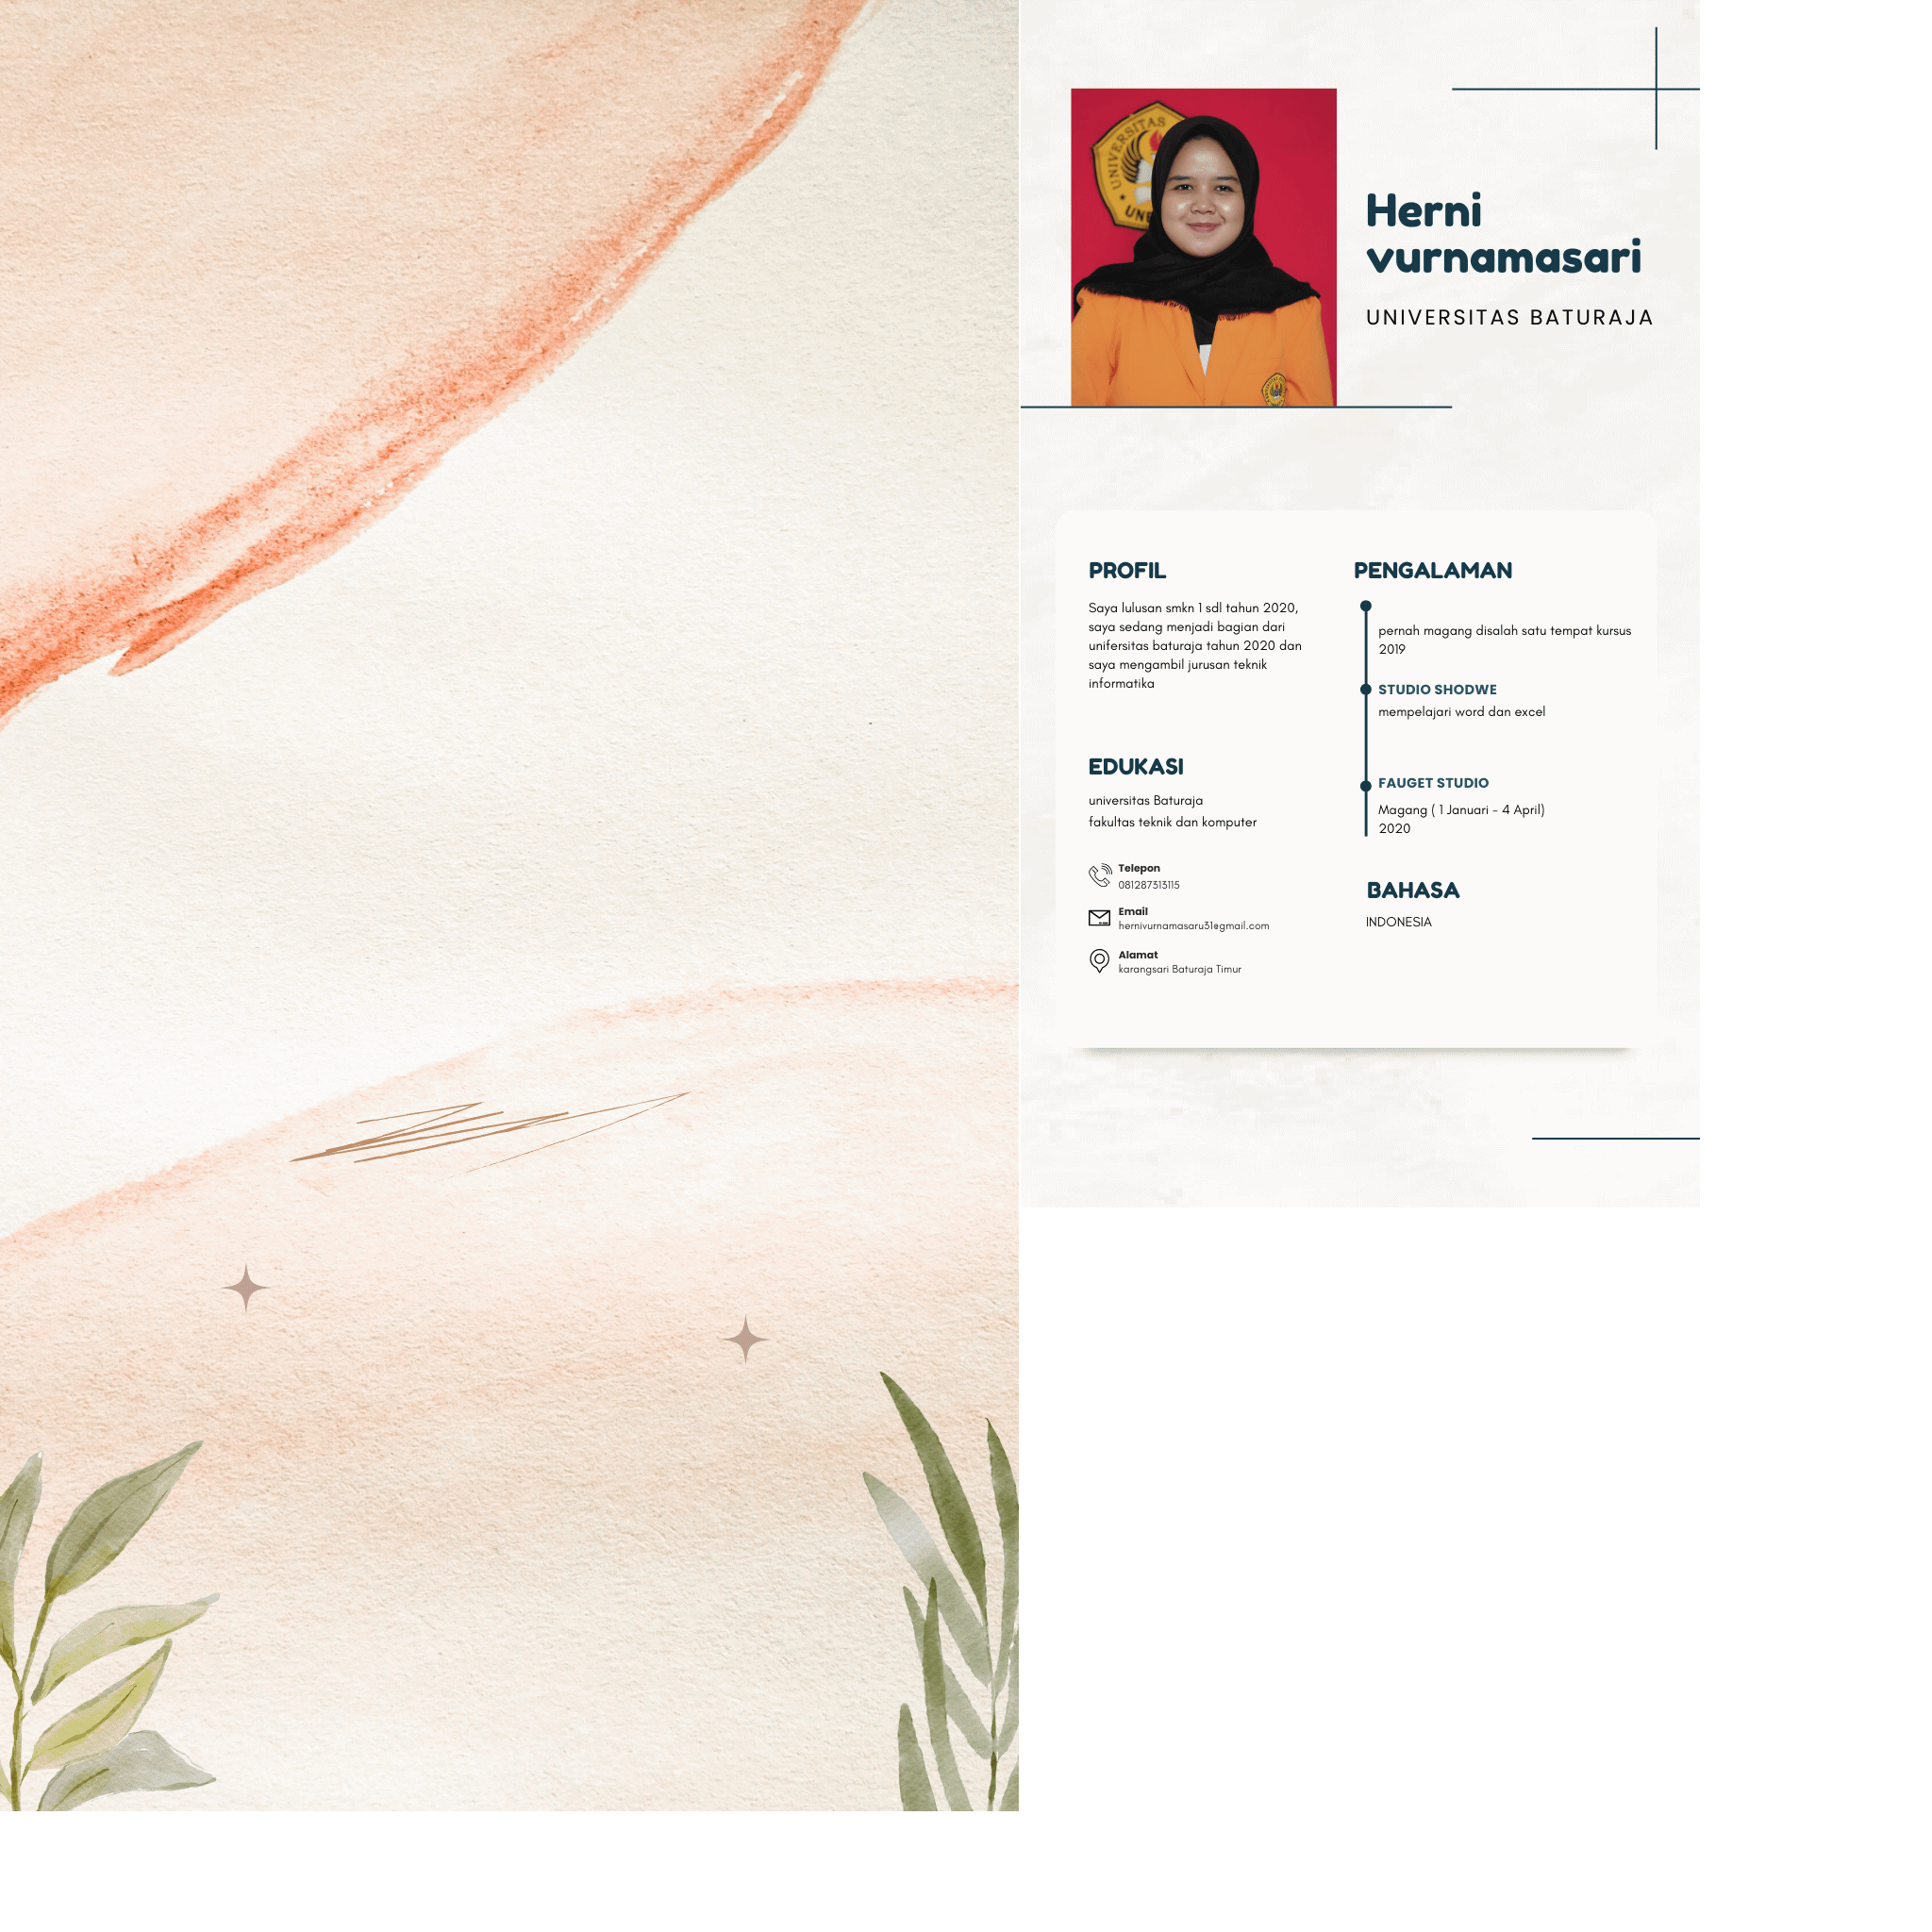 UNIVERSITAS
Herni
vurnamasari
UNIVERSITAS BATURAJA
PROFIL
Saya lulusan smkn 1 sdl tahun 2020,
saya sedang menjadi bagian dari
unifersitas baturaja tahun 2020 dan
saya mengambil jurusan teknik
informatika
EDUKASI
universitas Baturaja
fakultas teknik dan komputer
Telepon
081287313115
Email
hernivurnamasaru31@gmail.com
Alamat
karangsari Baturaja Timur
PENGALAMAN
pernah magang disalah satu tempat kursus
2019
STUDIO SHODWE
mempelajari word dan excel
FAUGET STUDIO
Magang ( 1 Januari - 4 April)
2020
BAHASA
INDONESIA